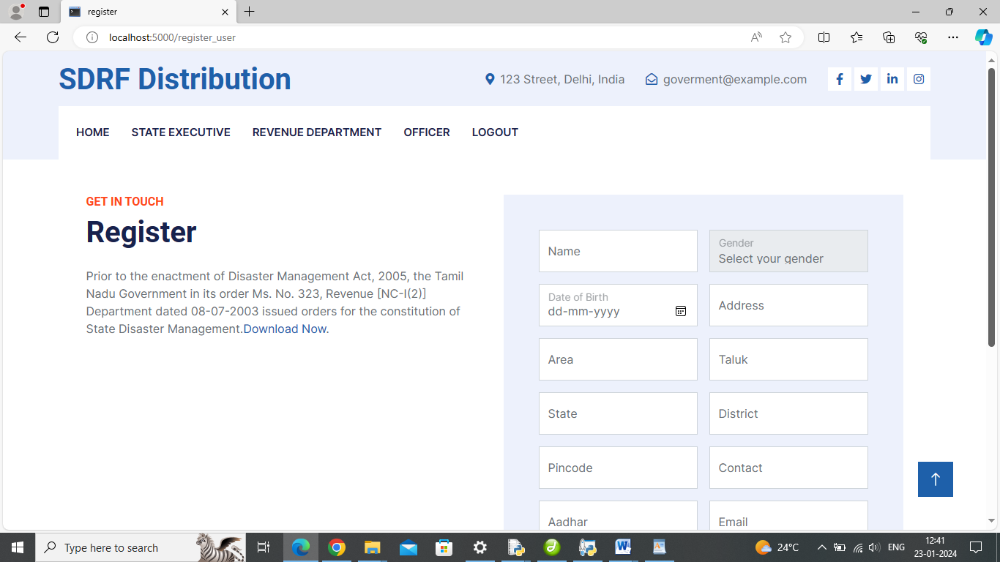 register
localhost:5000/register_user
SDRF Distribution
123 Street, Delhi, India
goverment@example.com
HOME STATE EXECUTIVE REVENUE DEPARTMENT OFFICER LOGOUT
GET IN TOUCH
Register
Prior to the enactment of Disaster Management Act, 2005, the Tamil
Nadu Government in its order Ms. No. 323, Revenue [NC-I(2)]
Department dated 08-07-2003 issued orders for the constitution of
State Disaster Management.Download Now.
Name
Gender
Select your gender
Date of Birth
dd-mm-yyyy
Address
Area
Taluk
State
District
Pincode
Contact
Aadhar
Email
Type here to search
24°C
ENG
12:41
23-01-2024